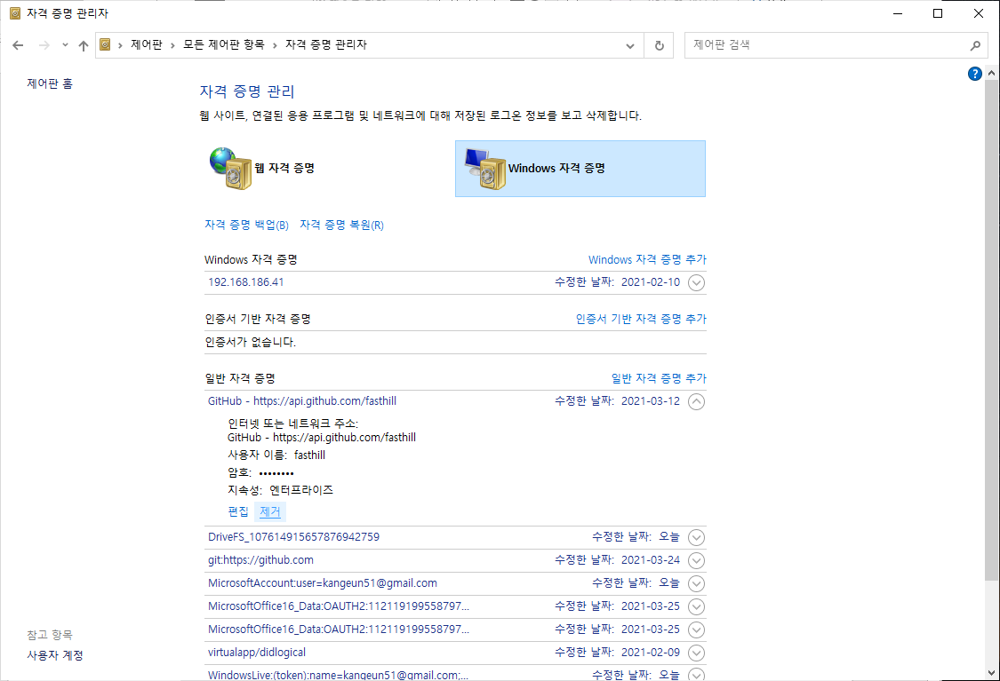 자격 증명 관리자
제어판 › 모든 제어판 항목 › 자격 증명 관리자
제어판 검색
제어판 홈
자격 증명 관리
웹 사이트, 연결된 응용 프로그램 및 네트워크에 대해 저장된 로그온 정보를 보고 삭제합니다.
웹 자격 증명
Windows 자격 증명
자격 증명 백업(B) 자격 증명 복원(R)
Windows 자격 증명 Windows 자격 증명 추가
192.168.186.41 수정한 날짜: 2021-02-10
인증서 기반 자격 증명 인증서 기반 자격 증명 추가
인증서가 없습니다.
일반 자격 증명 일반 자격 증명 추가
GitHub - https://api.github.com/fasthill 수정한 날짜: 2021-03-12
인터넷 또는 네트워크 주소:
GitHub - https://api.github.com/fasthill
사용자 이름: fasthill
암호: ••••••••
지속성: 엔터프라이즈
편집 제거
DriveFS_107614915657876942759 수정한 날짜: 오늘
git:https://github.com 수정한 날짜: 2021-03-24
MicrosoftAccount:user=kangeun51@gmail.com 수정한 날짜: 오늘
MicrosoftOffice16_Data:OAUTH2:112119199558797... 수정한 날짜: 2021-03-25
MicrosoftOffice16_Data:OAUTH2:112119199558797... 수정한 날짜: 2021-03-25
virtualapp/didlogical 수정한 날짜: 2021-02-09
WindowsLive:(token):name=kangeun51@gmail.com;... 수정한 날짜: 오늘
참고 항목
사용자 계정